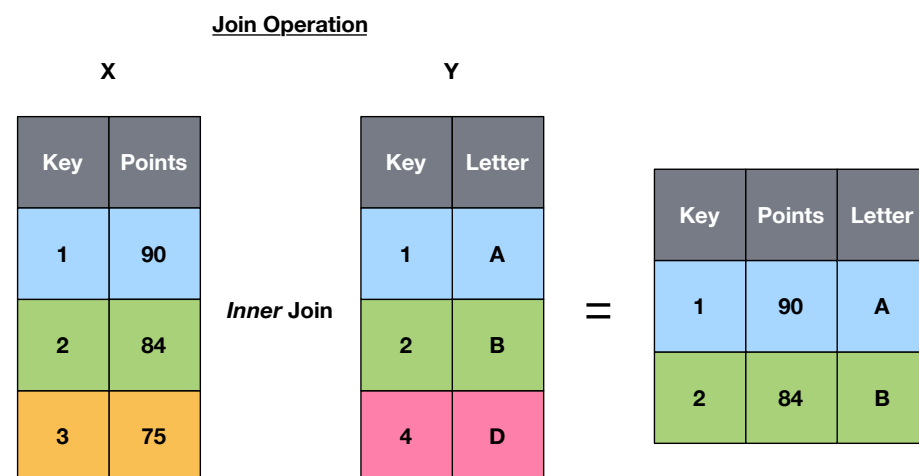 Join Operation
X Y
Key Points Key Letter
Key Points Letter
1 90 1 A
1 90 A
Inner Join =
2 84 2 B
2 84 B
3 75 4 D